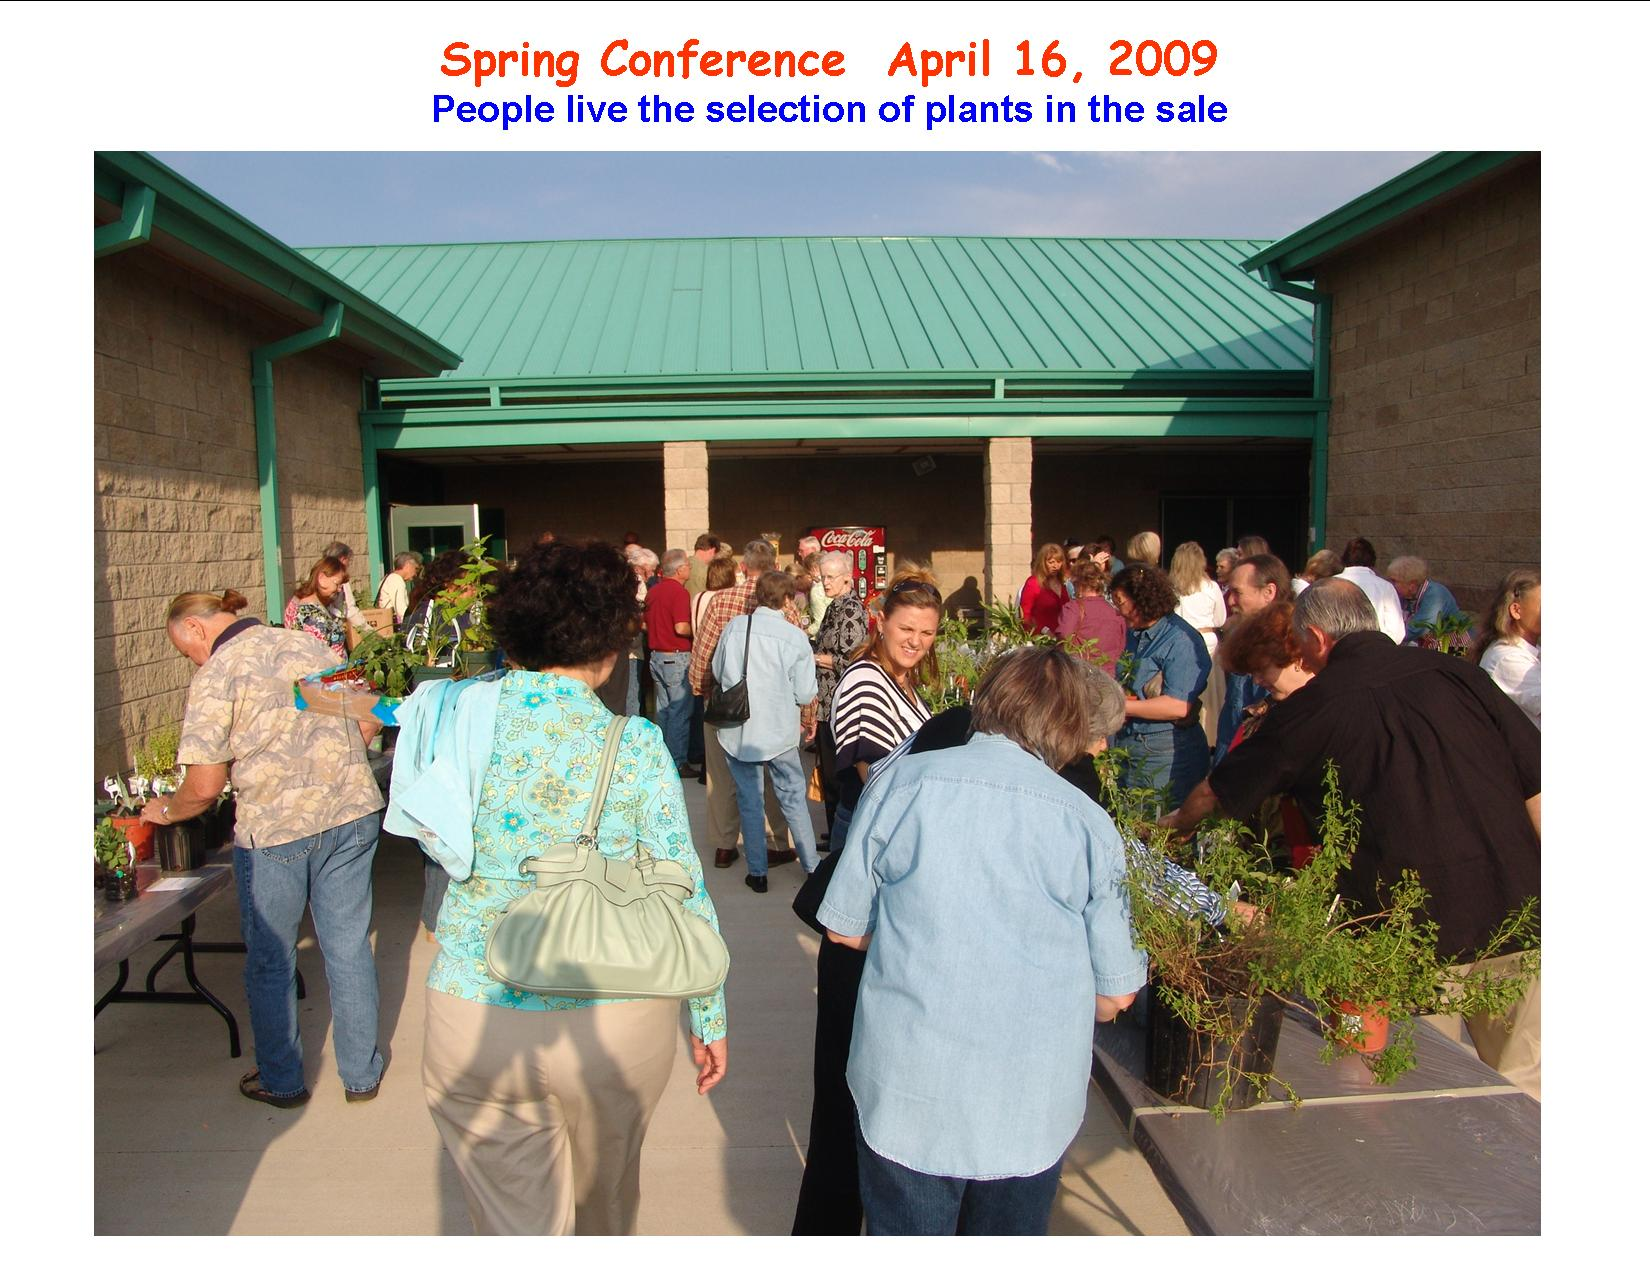 Spring Conference April 16, 2009
People live the selection of plants in the sale
Coca-Cola